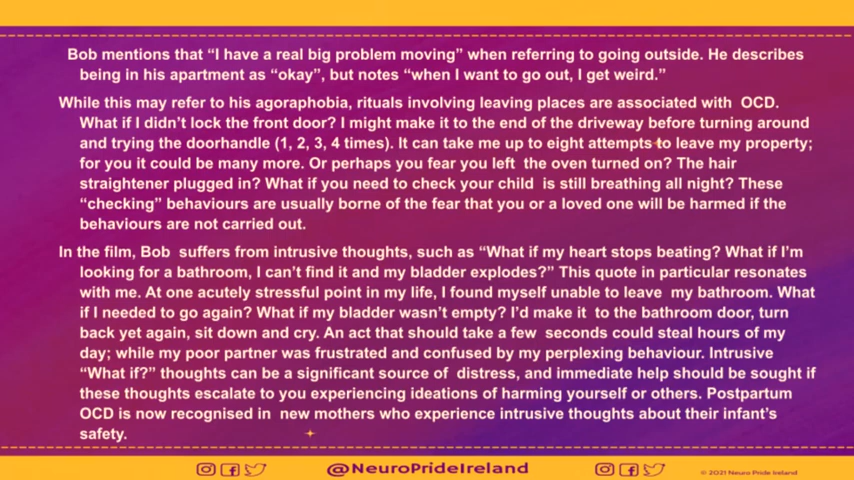 Bob mentions that “I have a real big problem moving” when referring to going outside. He describes
being in his apartment as “okay”, but notes “when I want to go out, I get weird.”
While this may refer to his agoraphobia, rituals involving leaving places are associated with OCD.
What if I didn’t lock the front door? I might make it to the end of the driveway before turning around
and trying the doorhandle (1, 2, 3, 4 times). It can take me up to eight attempts to leave my property;
for you it could be many more. Or perhaps you fear you left the oven turned on? The hair
straightener plugged in? What if you need to check your child is still breathing all night? These
“checking” behaviours are usually borne of the fear that you or a loved one will be harmed if the
behaviours are not carried out.
In the film, Bob suffers from intrusive thoughts, such as “What if my heart stops beating? What if I’m
looking for a bathroom, I can’t find it and my bladder explodes?” This quote in particular resonates
with me. At one acutely stressful point in my life, I found myself unable to leave my bathroom. What
if I needed to go again? What if my bladder wasn’t empty? I’d make it to the bathroom door, turn
back yet again, sit down and cry. An act that should take a few seconds could steal hours of my
day; while my poor partner was frustrated and confused by my perplexing behaviour. Intrusive
“What if?” thoughts can be a significant source of distress, and immediate help should be sought if
these thoughts escalate to you experiencing ideations of harming yourself or others. Postpartum
OCD is now recognised in new mothers who experience intrusive thoughts about their infant’s
safety.
@NeuroPrideIreland
© 2021 Neuro Pride Ireland